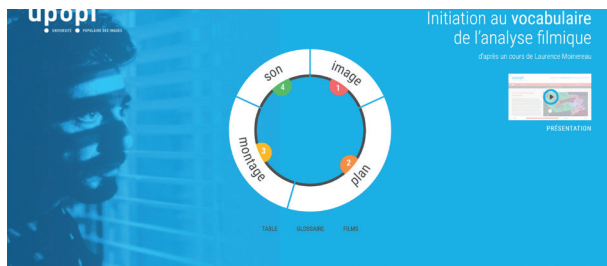 upopi
UNIVERSITÉ POPULAIRE DES IMAGES
Initiation au vocabulaire
de l'analyse filmique
d'après un cours de Laurence Moinereau
PRÉSENTATION
son
4
image
1
montage
3
plan
2
TABLE GLOSSAIRE FILMS